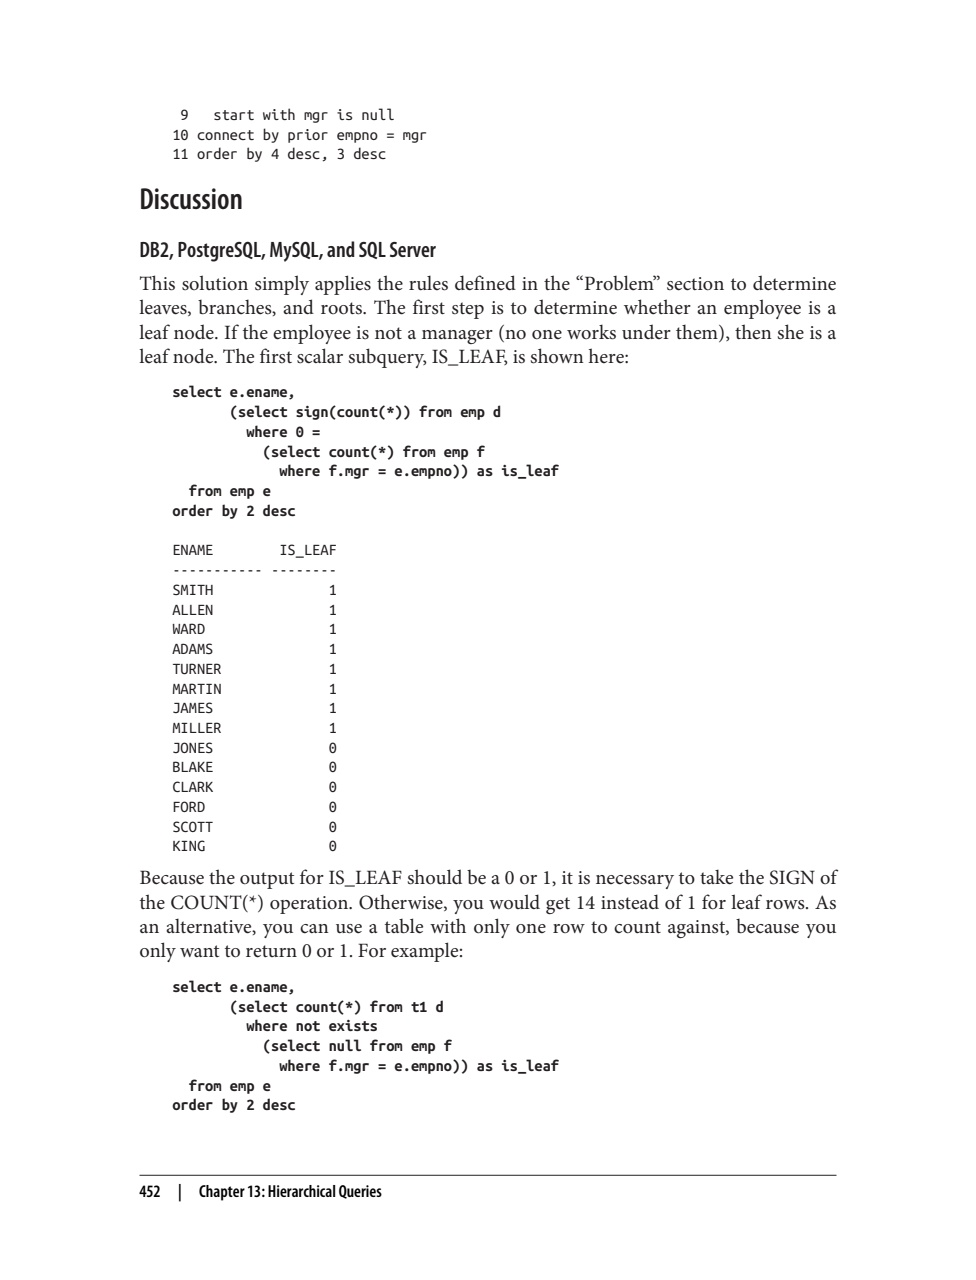 9   start with mgr is null
10 connect by prior empno = mgr
11 order by 4 desc, 3 desc
Discussion
DB2, PostgreSQL, MySQL, and SQL Server
This solution simply applies the rules defined in the “Problem” section to determine
leaves, branches, and roots. The first step is to determine whether an employee is a
leaf node. If the employee is not a manager (no one works under them), then she is a
leaf node. The first scalar subquery, IS_LEAF, is shown here:
select e.ename,
       (select sign(count(*)) from emp d
         where 0 =
           (select count(*) from emp f
             where f.mgr = e.empno)) as is_leaf
  from emp e
order by 2 desc
ENAME        IS_LEAF
----------- --------
SMITH              1
ALLEN              1
WARD               1
ADAMS              1
TURNER             1
MARTIN             1
JAMES              1
MILLER             1
JONES              0
BLAKE              0
CLARK              0
FORD               0
SCOTT              0
KING               0
Because the output for IS_LEAF should be a 0 or 1, it is necessary to take the SIGN of
the COUNT(*) operation. Otherwise, you would get 14 instead of 1 for leaf rows. As
an alternative, you can use a table with only one row to count against, because you
only want to return 0 or 1. For example:
select e.ename,
       (select count(*) from t1 d
         where not exists
           (select null from emp f
             where f.mgr = e.empno)) as is_leaf
  from emp e
order by 2 desc
452 | Chapter 13: Hierarchical Queries